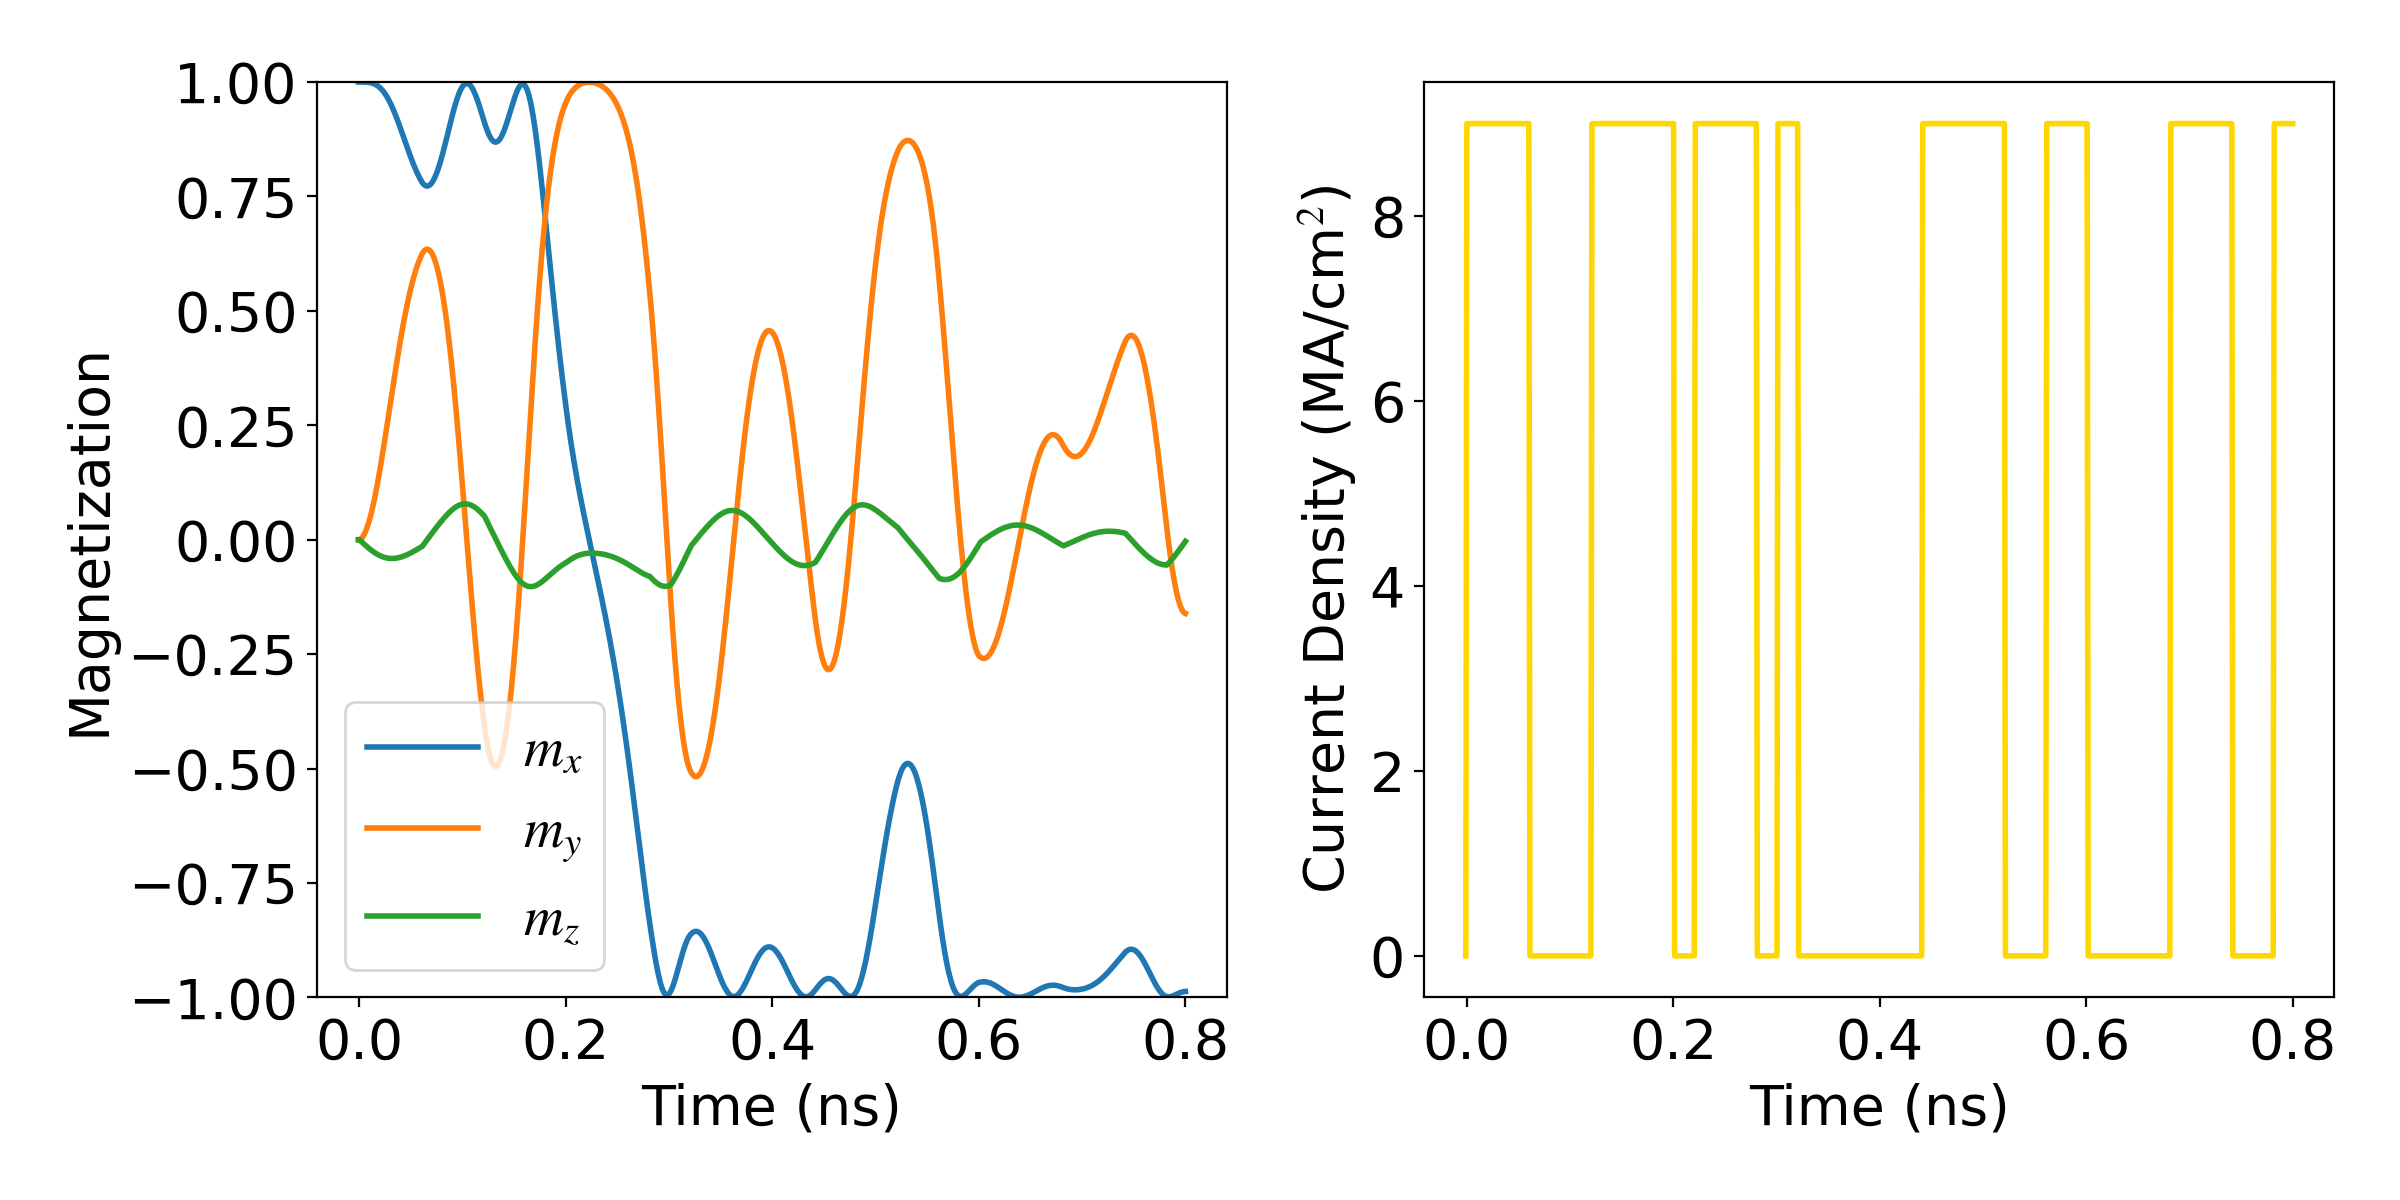 1.00
0.75
0.50
0.25
0.00
−0.25
−0.50
−0.75
−1.00
Magnetization
m_x
m_y
m_z
0.0 0.2 0.4 0.6 0.8
Time (ns)
8
6
4
2
0
Current Density (MA/cm²)
0.0 0.2 0.4 0.6 0.8
Time (ns)